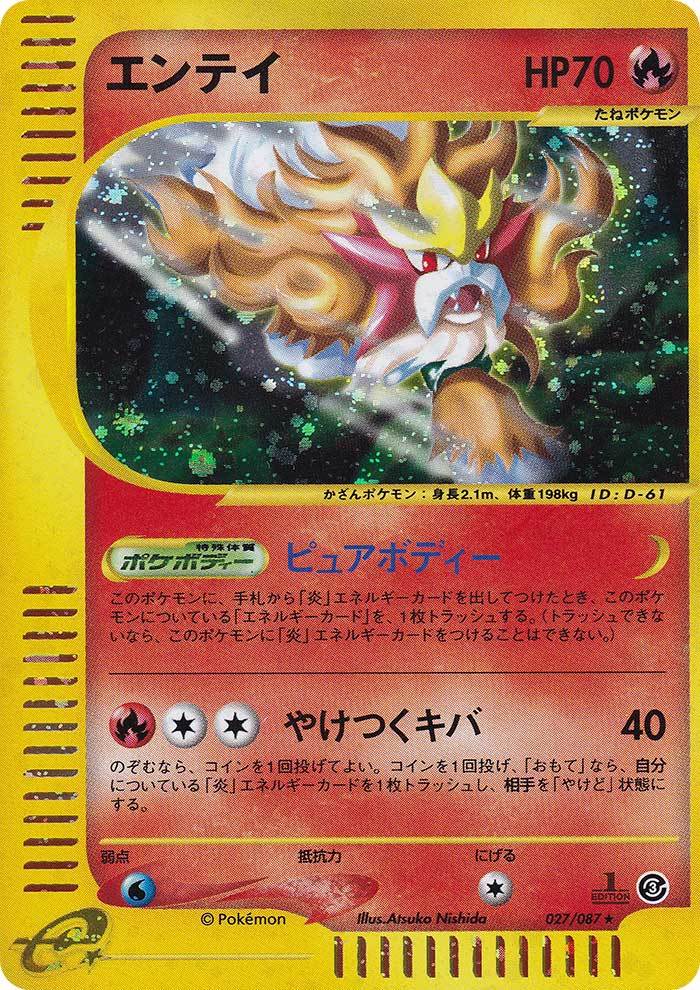 エンテイ HP70
たねポケモン
かざんポケモン：身長2.1m、体重198kg ID:D-61
特殊体質
ポケボディー ピュアボディー
このポケモンに、手札から「炎」エネルギーカードを出してつけたとき、このポケ
モンについている「エネルギーカード」を、1枚トラッシュする。（トラッシュできな
いなら、このポケモンに「炎」エネルギーカードをつけることはできない。）
やけつくキバ 40
のぞむなら、コインを1回投げてよい。コインを1回投げ、「おもて」なら、自分
についている「炎」エネルギーカードを1枚トラッシュし、相手を「やけど」状態に
する。
弱点 抵抗力 にげる
1
EDITION
3
© Pokémon Illus.Atsuko Nishida 027/087★
e